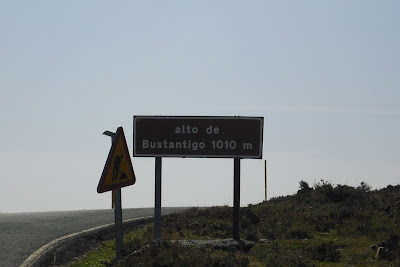 alto de
Bustantigo 1010 m